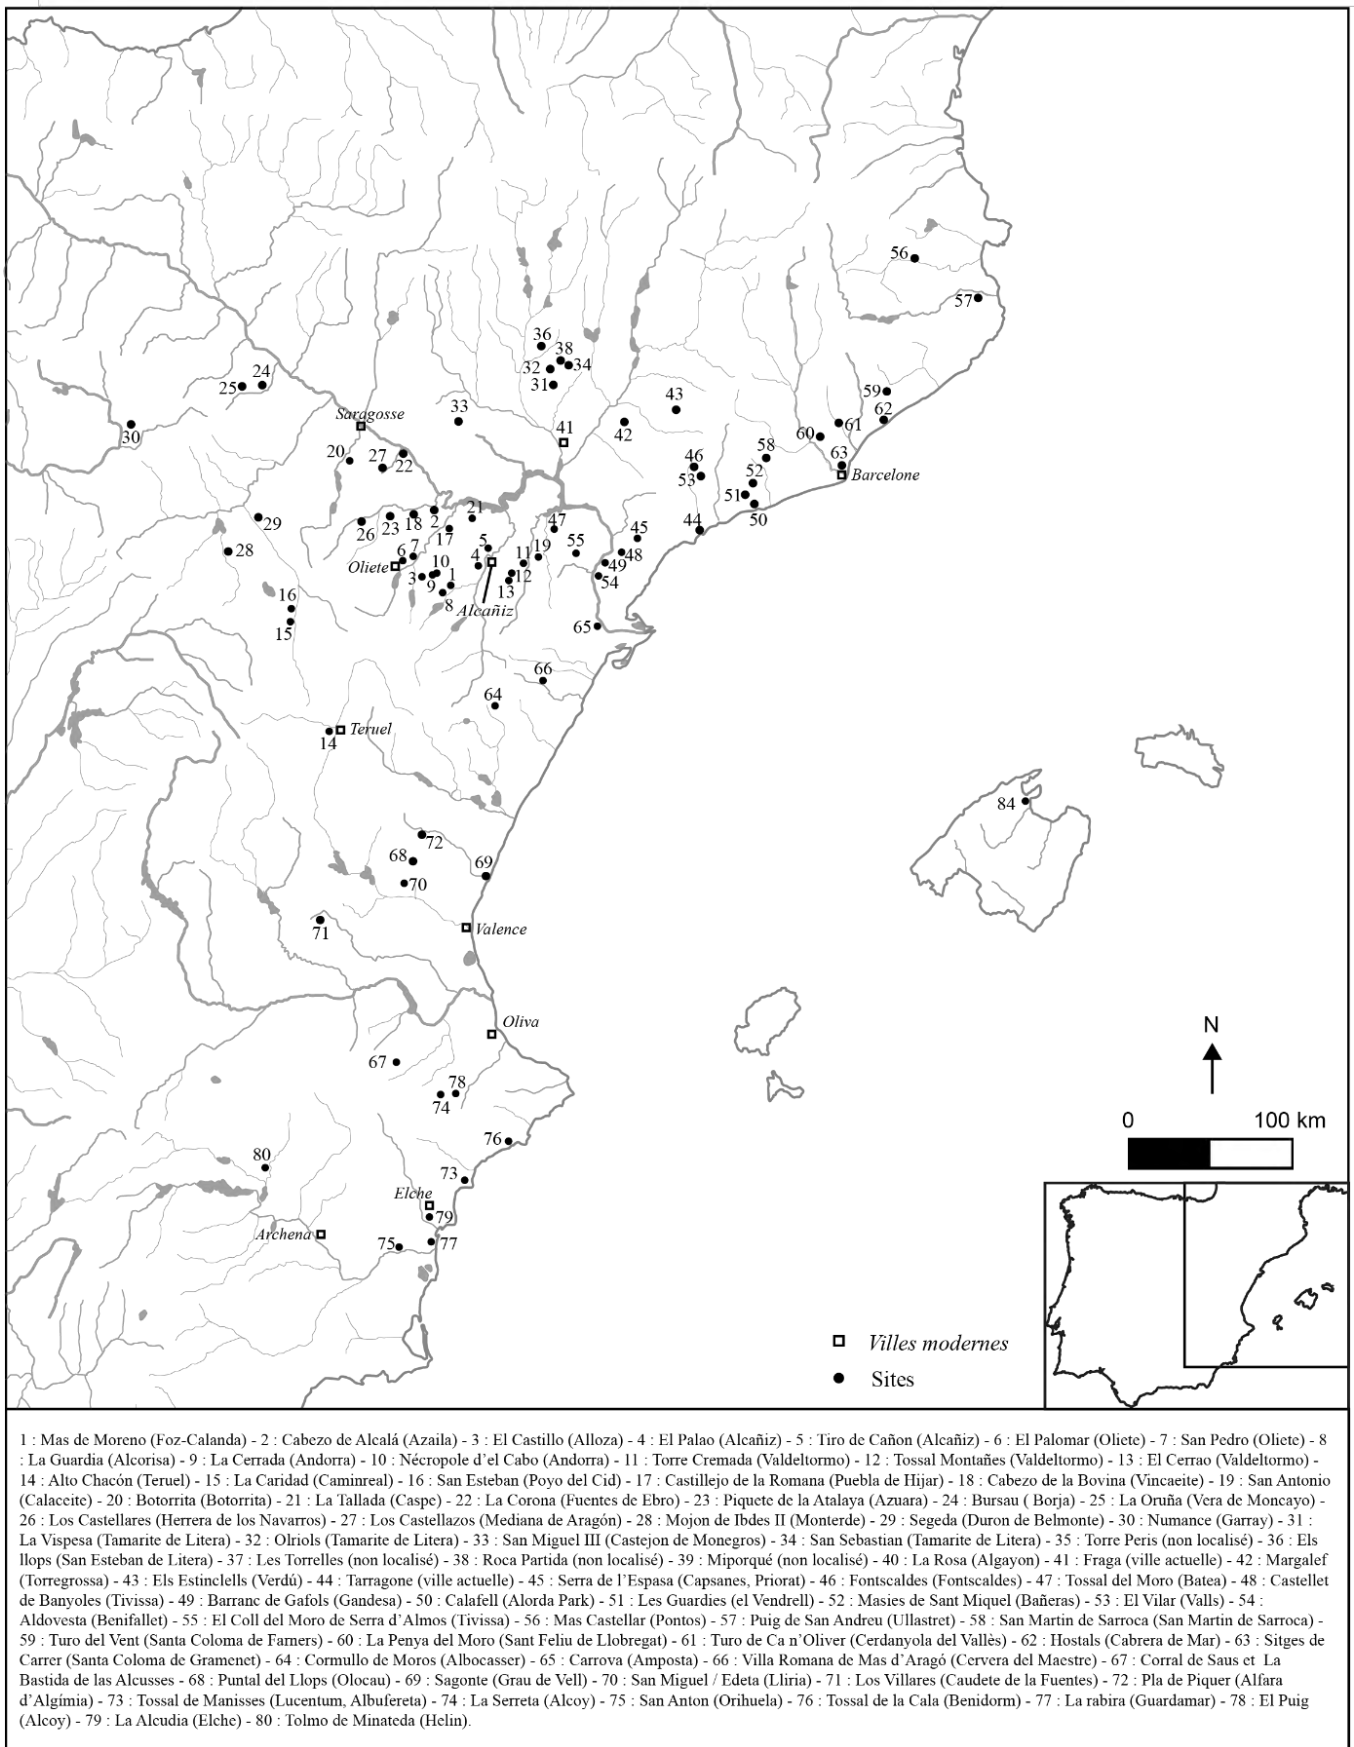 56
57
36
38
32
34
31
24
25
43
59
Saragosse
33
30
41
42
62
61
60
20
27
22
46
58
63
Barcelone
53
52
51
50
29
26
23
18
2
21
17
47
44
45
28
5
55
48
6
7
4
11
19
49
Oliete
10
12
54
3
9
1
13
8
Alcañiz
16
15
65
66
64
14
Teruel
84
72
68
69
70
71
Valence
Oliva
N
67
78
74
0
100 km
76
80
73
Elche
79
Archena
75
77
Villes modernes
Sites
1 : Mas de Moreno (Foz-Calanda) - 2 : Cabezo de Alcalá (Azaila) - 3 : El Castillo (Alloza) - 4 : El Palao (Alcañiz) - 5 : Tiro de Cañon (Alcañiz) - 6 : El Palomar (Oliete) - 7 : San Pedro (Oliete) - 8
: La Guardia (Alcorisa) - 9 : La Cerrada (Andorra) - 10 : Nécropole d'el Cabo (Andorra) - 11 : Torre Cremada (Valdeltormo) - 12 : Tossal Montañes (Valdeltormo) - 13 : El Cerrao (Valdeltormo) -
14 : Alto Chacón (Teruel) - 15 : La Caridad (Caminreal) - 16 : San Esteban (Poyo del Cid) - 17 : Castillejo de la Romana (Puebla de Hijar) - 18 : Cabezo de la Bovina (Vinceite) - 19 : San Antonio
(Calaceite) - 20 : Botorrita (Botorrita) - 21 : La Tallada (Caspe) - 22 : La Corona (Fuentes de Ebro) - 23 : Piquete de la Atalaya (Azuara) - 24 : Bursau ( Borja) - 25 : La Oruña (Vera de Moncayo) -
26 : Los Castellares (Herrera de los Navarros) - 27 : Los Castellazos (Mediana de Aragón) - 28 : Mojon de Ibdes II (Monterde) - 29 : Segeda (Duron de Belmonte) - 30 : Numance (Garray) - 31 :
La Vispesa (Tamarite de Litera) - 32 : Olriols (Tamarite de Litera) - 33 : San Miguel III (Castejon de Monegros) - 34 : San Sebastian (Tamarite de Litera) - 35 : Torre Peris (non localisé) - 36 : Els
llops (San Esteban de Litera) - 37 : Les Torrelles (non localisé) - 38 : Roca Partida (non localisé) - 39 : Miporqué (non localisé) - 40 : La Rosa (Algayon) - 41 : Fraga (ville actuelle) - 42 : Margalef
(Torregrossa) - 43 : Els Estinclells (Verdú) - 44 : Tarragone (ville actuelle) - 45 : Serra de l'Espasa (Capsanes, Priorat) - 46 : Fontscaldes (Fontscaldes) - 47 : Tossal del Moro (Batea) - 48 : Castellet
de Banyoles (Tivissa) - 49 : Barranc de Gafols (Gandesa) - 50 : Calafell (Alorda Park) - 51 : Les Guardies (el Vendrell) - 52 : Masies de Sant Miquel (Bañeras) - 53 : El Vilar (Valls) - 54 :
Aldovesta (Benifallet) - 55 : El Coll del Moro de Serra d'Almos (Tivissa) - 56 : Mas Castellar (Pontos) - 57 : Puig de San Andreu (Ullastret) - 58 : San Martin de Sarroca (San Martin de Sarroca) -
59 : Turo del Vent (Santa Coloma de Farners) - 60 : La Penya del Moro (Sant Feliu de Llobregat) - 61 : Turo de Ca n'Oliver (Cerdanyola del Vallès) - 62 : Hostals (Cabrera de Mar) - 63 : Sitges de
Carrer (Santa Coloma de Gramenet) - 64 : Cormullo de Moros (Albocasser) - 65 : Carrova (Amposta) - 66 : Villa Romana de Mas d'Aragó (Cervera del Maestre) - 67 : Corral de Saus et La
Bastida de las Alcusses - 68 : Puntal del Llops (Olocau) - 69 : Sagonte (Grau de Vell) - 70 : San Miguel / Edeta (Lliria) - 71 : Los Villares (Caudete de la Fuentes) - 72 : Pla de Piquer (Alfara
d'Algímia) - 73 : Tossal de Manisses (Lucentum, Albufereta) - 74 : La Serreta (Alcoy) - 75 : San Anton (Orihuela) - 76 : Tossal de la Cala (Benidorm) - 77 : La rabira (Guardamar) - 78 : El Puig
(Alcoy) - 79 : La Alcudia (Elche) - 80 : Tolmo de Minateda (Helin).